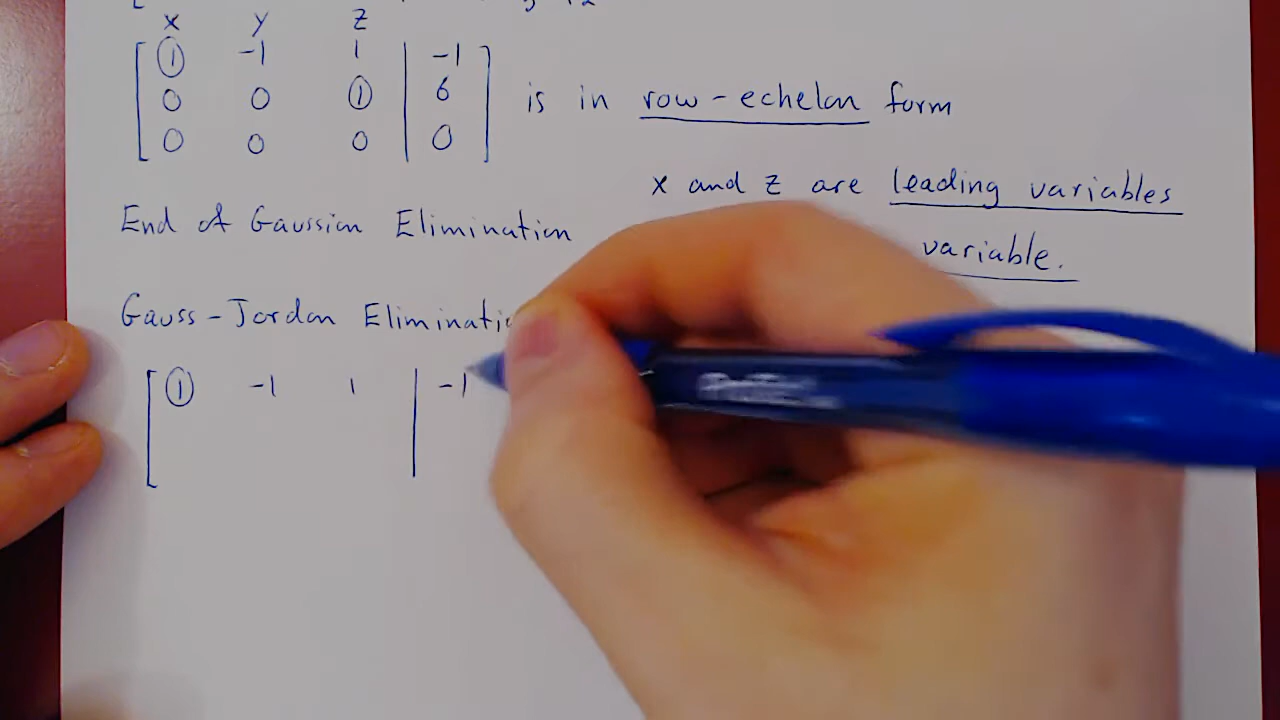 x y z
1 -1 1 | -1
0 0 1 | 6
0 0 0 | 0
is in row-echelon form
x and z are leading variables
variable.
End of Gaussian Elimination
Gauss-Jordan Eliminatio
1 -1 1 | -1